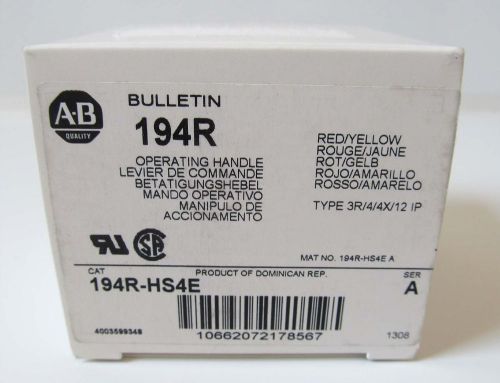 A-B
QUALITY
BULLETIN
194R
OPERATING HANDLE
LEVIER DE COMMANDE
BETATIGUNGSHEBEL
MANDO OPERATIVO
MANIPULO DE
ACCIONAMENTO
RED/YELLOW
ROUGE/JAUNE
ROT/GELB
ROJO/AMARILLO
ROSSO/AMARELO
TYPE 3R/4/4X/12 IP
MAT NO. 194R-HS4E A
CAT
PRODUCT OF DOMINICAN REP.
SER
194R-HS4E
A
4003599348
10662072178567
1308